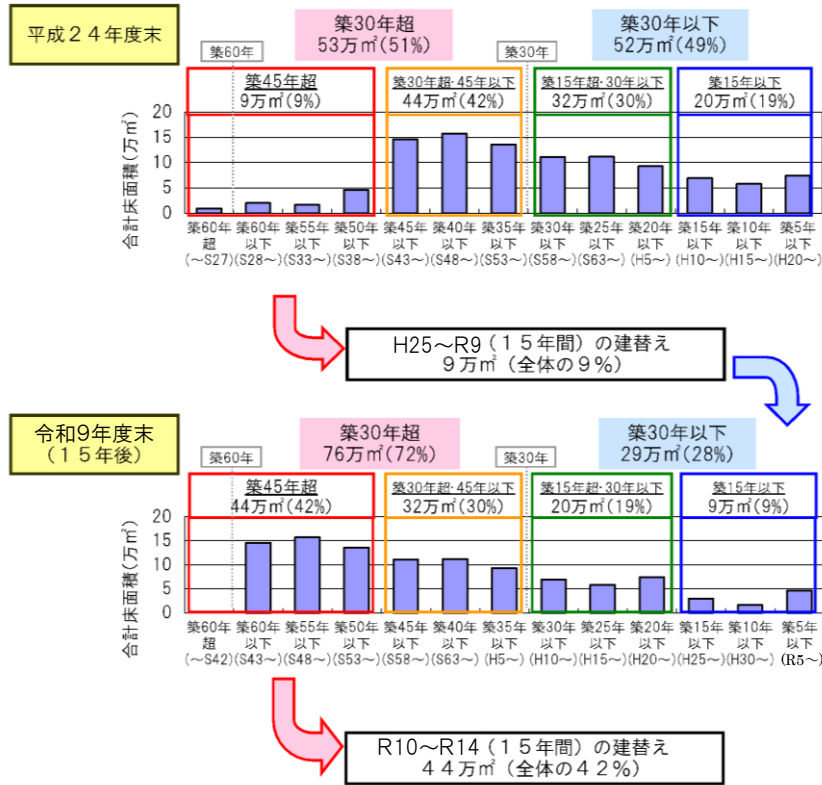 平成２４年度末
築30年超
53万㎡(51%)
築30年以下
52万㎡(49%)
築60年
築30年
築45年超
9万㎡(9%)
築30年超・45年以下
44万㎡(42%)
築15年超・30年以下
32万㎡(30%)
築15年以下
20万㎡(19%)
合計床面積(万㎡)
20
15
10
5
0
築60年超(～S27)
築60年以下(S28～)
築55年以下(S33～)
築50年以下(S38～)
築45年以下(S43～)
築40年以下(S48～)
築35年以下(S53～)
築30年以下(S58～)
築25年以下(S63～)
築20年以下(H5～)
築15年以下(H10～)
築10年以下(H15～)
築5年以下(H20～)
H25～R9（１５年間）の建替え
９万㎡（全体の９％）
令和9年度末
（１５年後）
築30年超
76万㎡(72%)
築30年以下
29万㎡(28%)
築60年
築30年
築45年超
44万㎡(42%)
築30年超・45年以下
32万㎡(30%)
築15年超・30年以下
20万㎡(19%)
築15年以下
9万㎡(9%)
合計床面積(万㎡)
20
15
10
5
0
築60年超(～S42)
築60年以下(S43～)
築55年以下(S48～)
築50年以下(S53～)
築45年以下(S58～)
築40年以下(S63～)
築35年以下(H5～)
築30年以下(H10～)
築25年以下(H15～)
築20年以下(H20～)
築15年以下(H25～)
築10年以下(H30～)
築5年以下(R5～)
R10～R14（１５年間）の建替え
４４万㎡（全体の４２％）